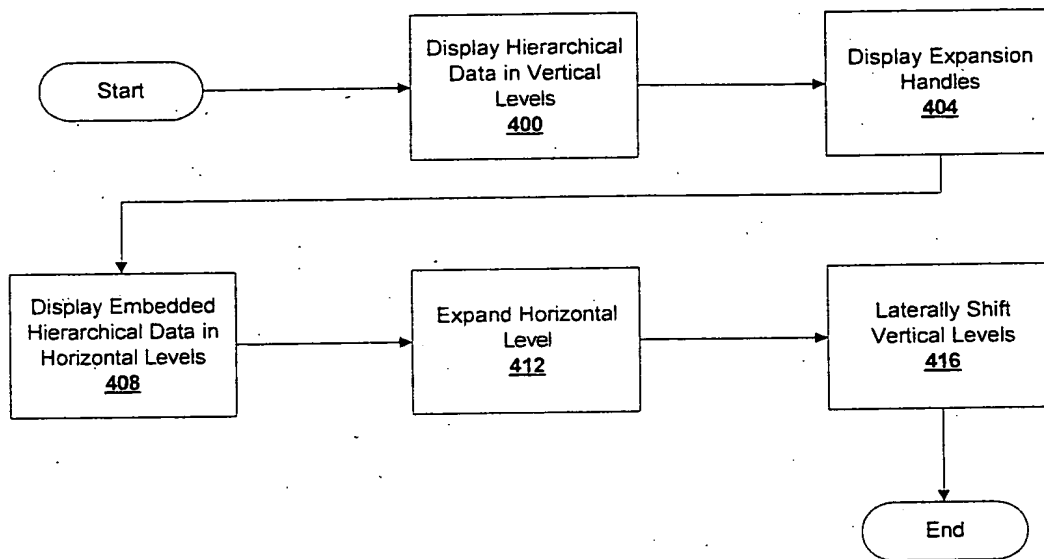 Start
Display Hierarchical
Data in Vertical
Levels
400
Display Expansion
Handles
404
Display Embedded
Hierarchical Data in
Horizontal Levels
408
Expand Horizontal
Level
412
Laterally Shift
Vertical Levels
416
End